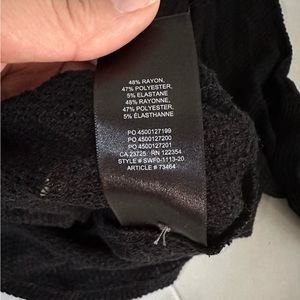 48% RAYON,
47% POLYESTER,
5% ELASTANE
48% RAYONNE,
47% POLYESTER,
5% ÉLASTHANNE
PO 4500127199
PO 4500127200
PO 4500127201
CA 23725 RN 122354
STYLE # SWF0-1113-20
ARTICLE # 73464